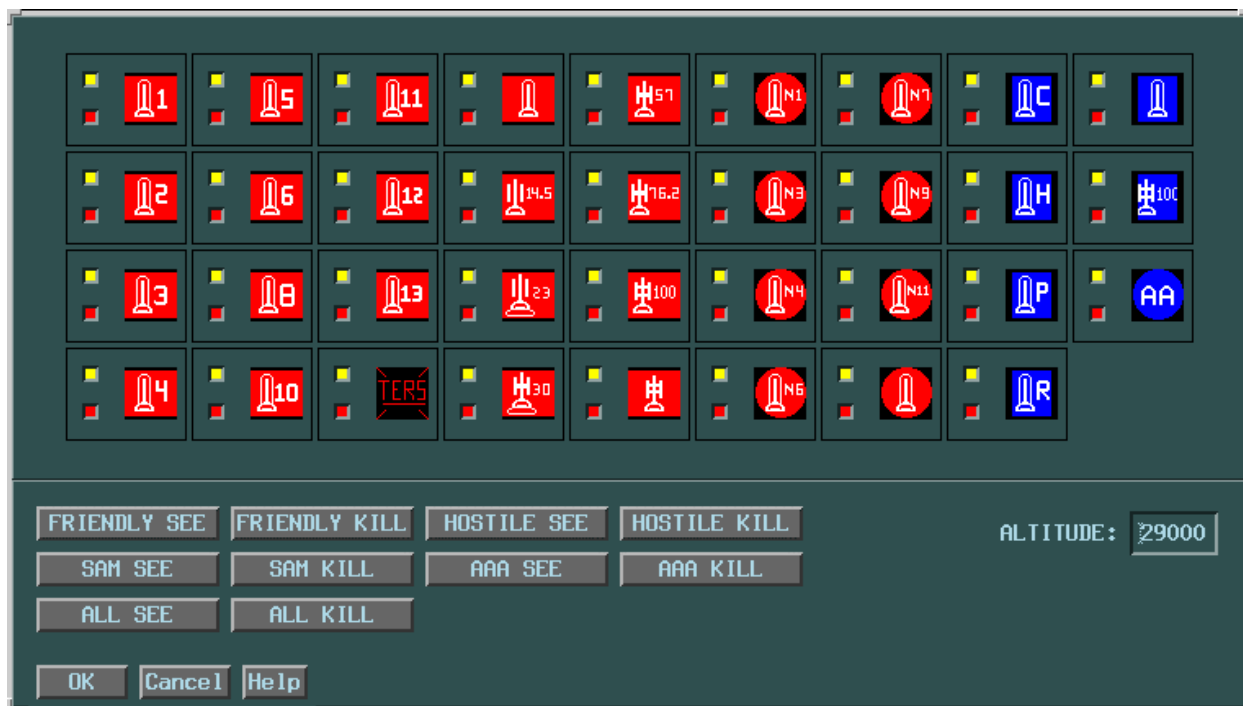 1 5 11 57 N1 N7 C
2 6 12 14.5 76.2 N3 N9 H 100
3 8 13 23 100 N4 N11 P AA
4 10 TERS 30 N6 R
FRIENDLY SEE FRIENDLY KILL HOSTILE SEE HOSTILE KILL ALTITUDE: 29000
SAM SEE SAM KILL AAA SEE AAA KILL
ALL SEE ALL KILL
OK Cancel Help